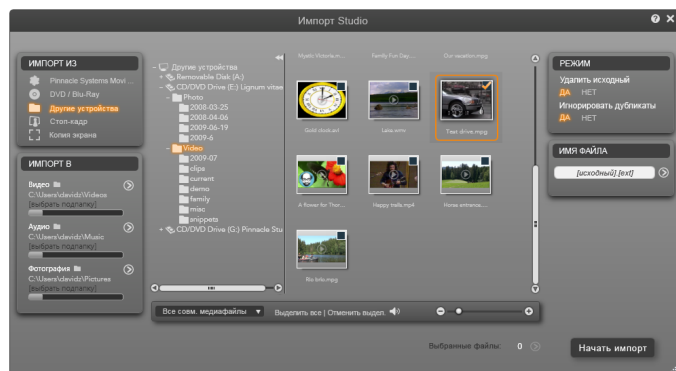 Импорт Studio
ИМПОРТ ИЗ
Pinnacle Systems Movi ...
DVD / Blu-Ray
Другие устройства
Стоп-кадр
Копия экрана
ИМПОРТ В
Видео
C:\Users\davidz\Videos
[выбрать подпапку]
Аудио
C:\Users\davidz\Music
[выбрать подпапку]
Фотография
C:\Users\davidz\Pictures
[выбрать подпапку]
– Другие устройства
+ Removable Disk (A:)
– CD/DVD Drive (E:) Lignum vitae
– Photo
2008-03-25
2008-04-06
2009-06-19
2009-6
– Video
2009-07
clips
current
demo
family
misc
snippets
+ CD/DVD Drive (G:) Pinnacle Stu
Mystic Victoria.m...
Family Fun Day....
Our vacation.mpg
Gold clock.avi
Lake.wmv
Test drive.mpg
A flower for Thor...
Happy trails.mp4
Horse entrance....
Rio brilo.mpg
Все совм. медиафайлы ▼
Выделить все | Отменить выдел.
Выбранные файлы: 0
РЕЖИМ
Удалить исходный
ДА НЕТ
Игнорировать дубликаты
ДА НЕТ
ИМЯ ФАЙЛА
[исходный].[ext]
Начать импорт